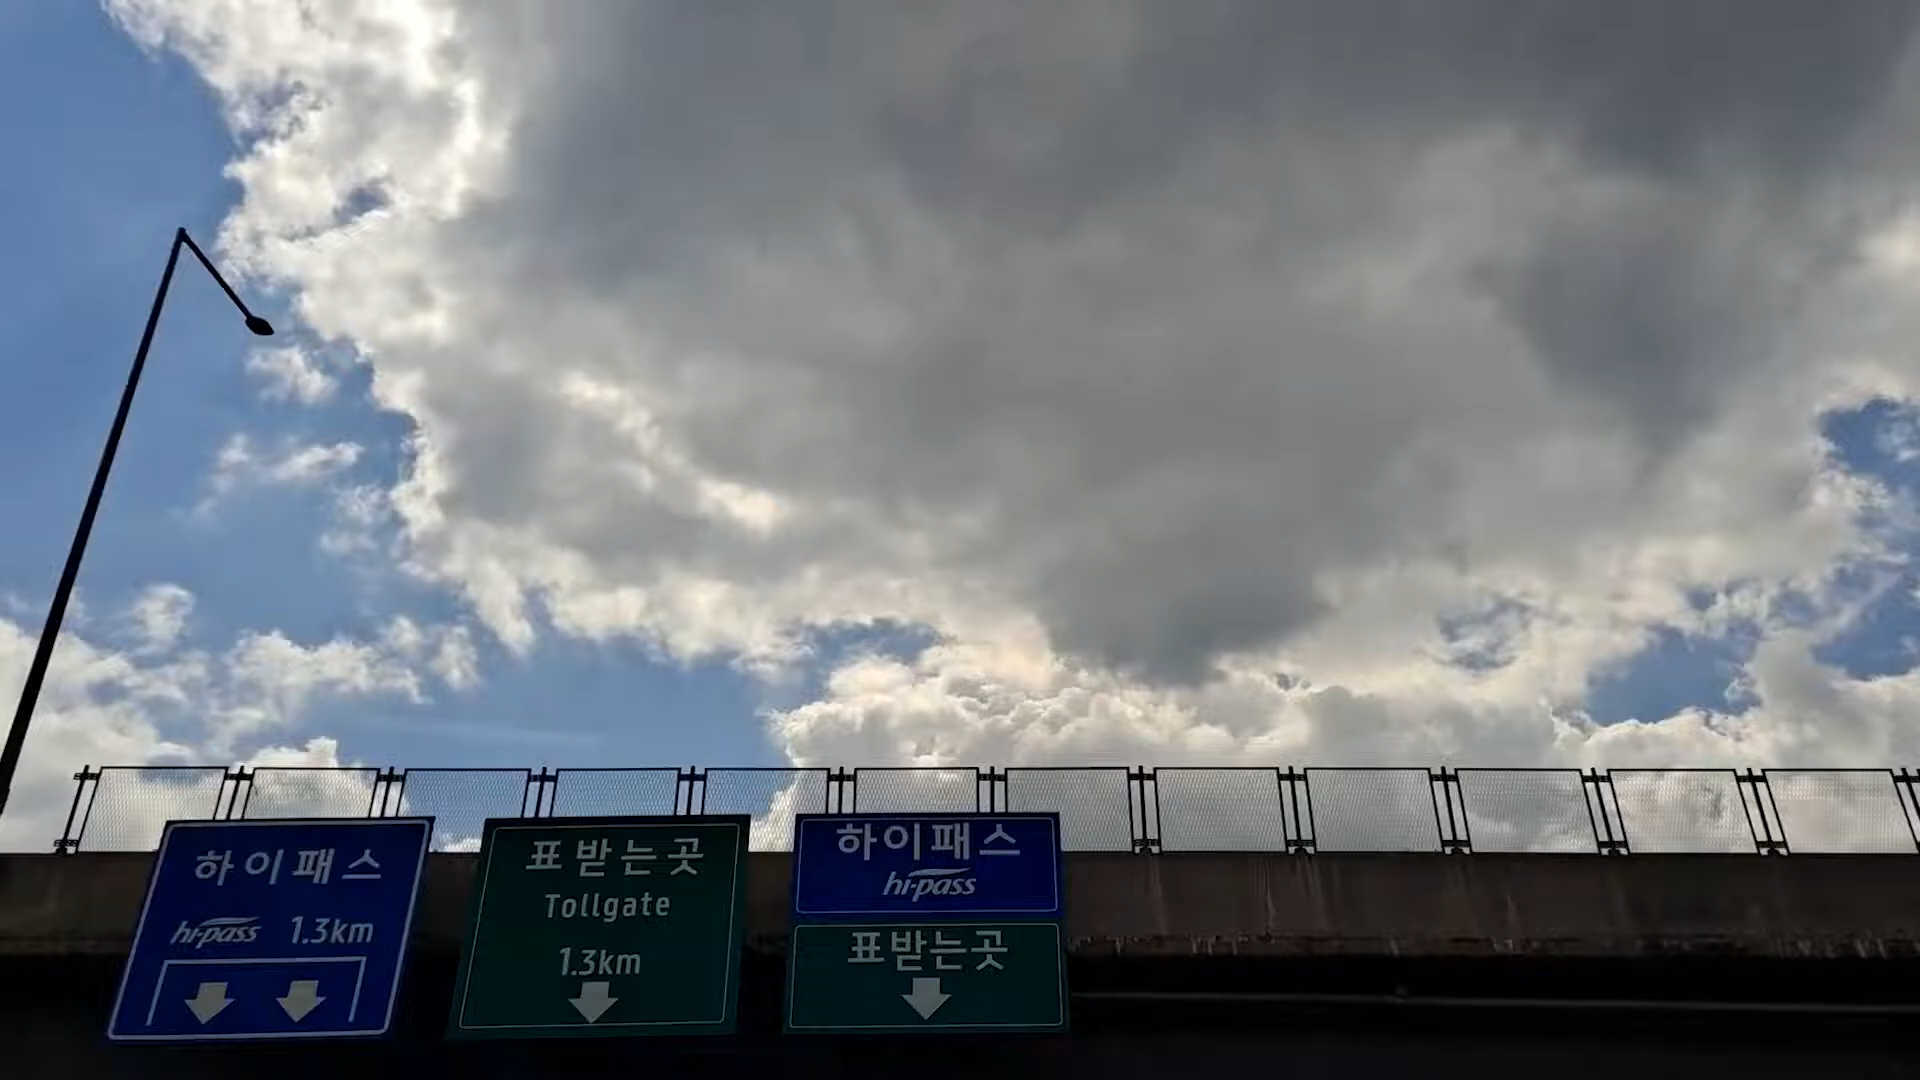 하이패스
hi-pass 1.3km
표받는곳
Tollgate
1.3km
하이패스
hi-pass
표받는곳